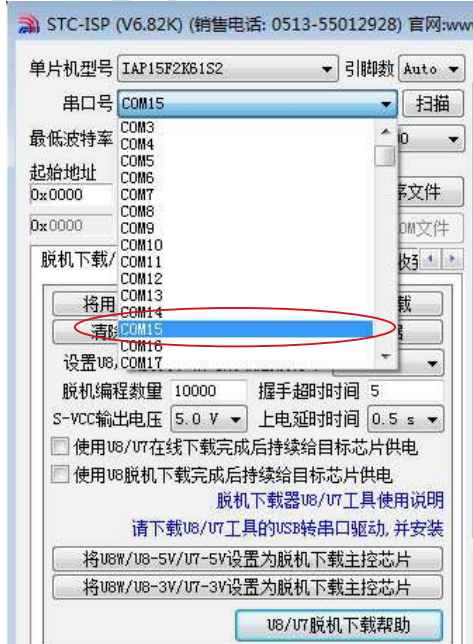 STC-ISP (V6.82K) (销售电话: 0513-55012928) 官网:ww
单片机型号 IAP15F2K61S2 引脚数 Auto
串口号 COM15 扫描
最低波特率
COM3
COM4
COM5
COM6
COM7
COM8
COM9
COM10
COM11
COM12
COM13
COM14
COM15
COM16
COM17
起始地址
0x0000 序文件
0x0000 OM文件
脱机下载/ 收
将用 载
清除
设置U8,
脱机编程数量 10000 握手超时时间 5
S-VCC输出电压 5.0 V 上电延时时间 0.5 s
使用U8/U7在线下载完成后持续给目标芯片供电
使用U8脱机下载完成后持续给目标芯片供电
脱机下载器U8/U7工具使用说明
请下载U8/U7工具的USB转串口驱动, 并安装
将U8W/U8-5V/U7-5V设置为脱机下载主控芯片
将U8W/U8-3V/U7-3V设置为脱机下载主控芯片
U8/U7脱机下载帮助